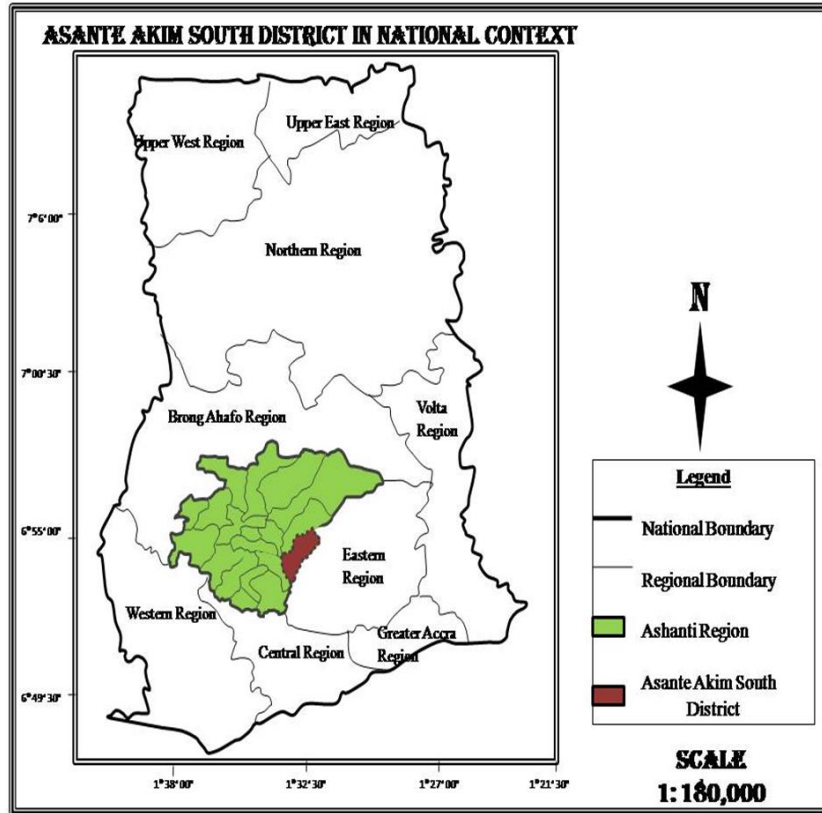 ASANTE AKIM SOUTH DISTRICT IN NATIONAL CONTEXT
Upper East Region
Upper West Region
7°6'00"
Northern Region
N
7°00'30"
Brong Ahafo Region
Volta
Region
Legend
National Boundary
6°55'00"
Eastern
Region
Regional Boundary
Western Region
Greater Accra
Region
Central Region
Ashanti Region
Asante Akim South
District
6°49'30"
SCALE
1°38'00"
1°32'30"
1°27'00"
1°21'30"
1:180,000